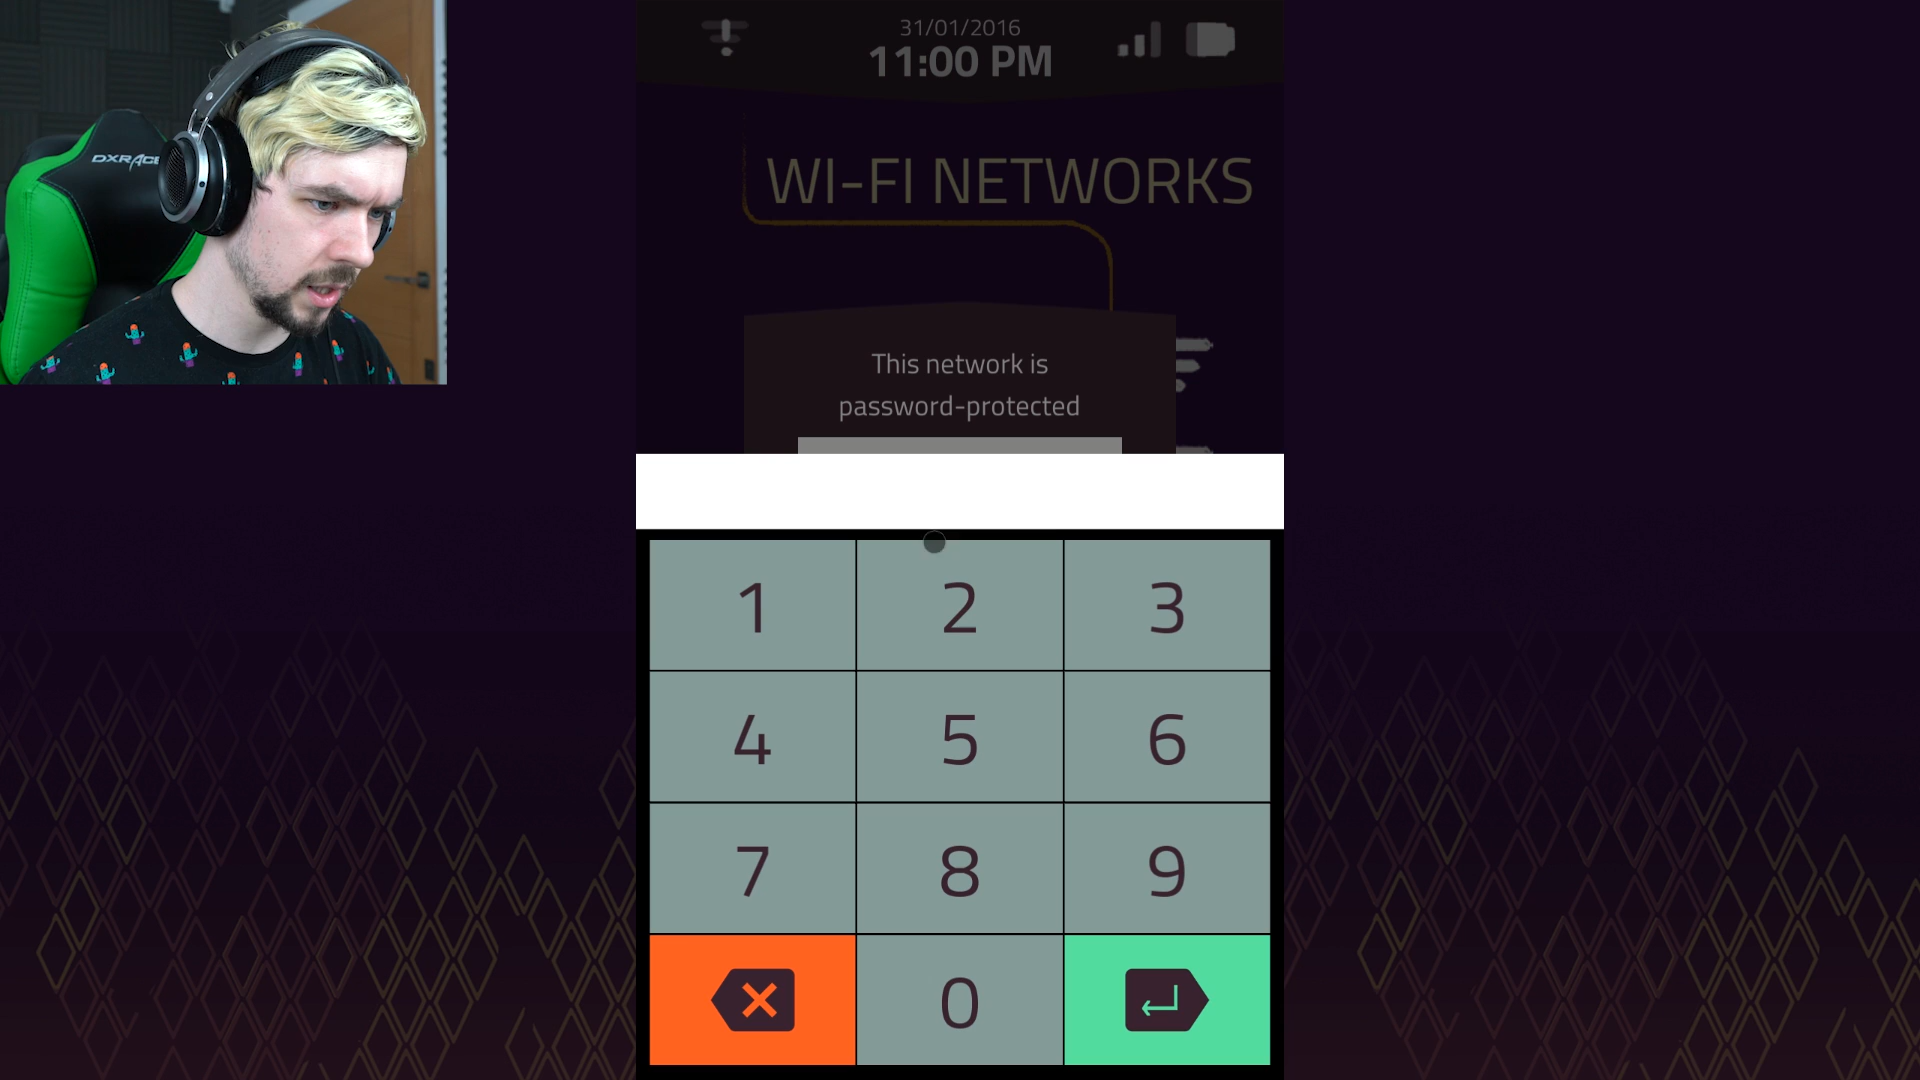 31/01/2016
11:00 PM
DXRACE
WI-FI NETWORKS
This network is
password-protected
1 2 3
4 5 6
7 8 9
0